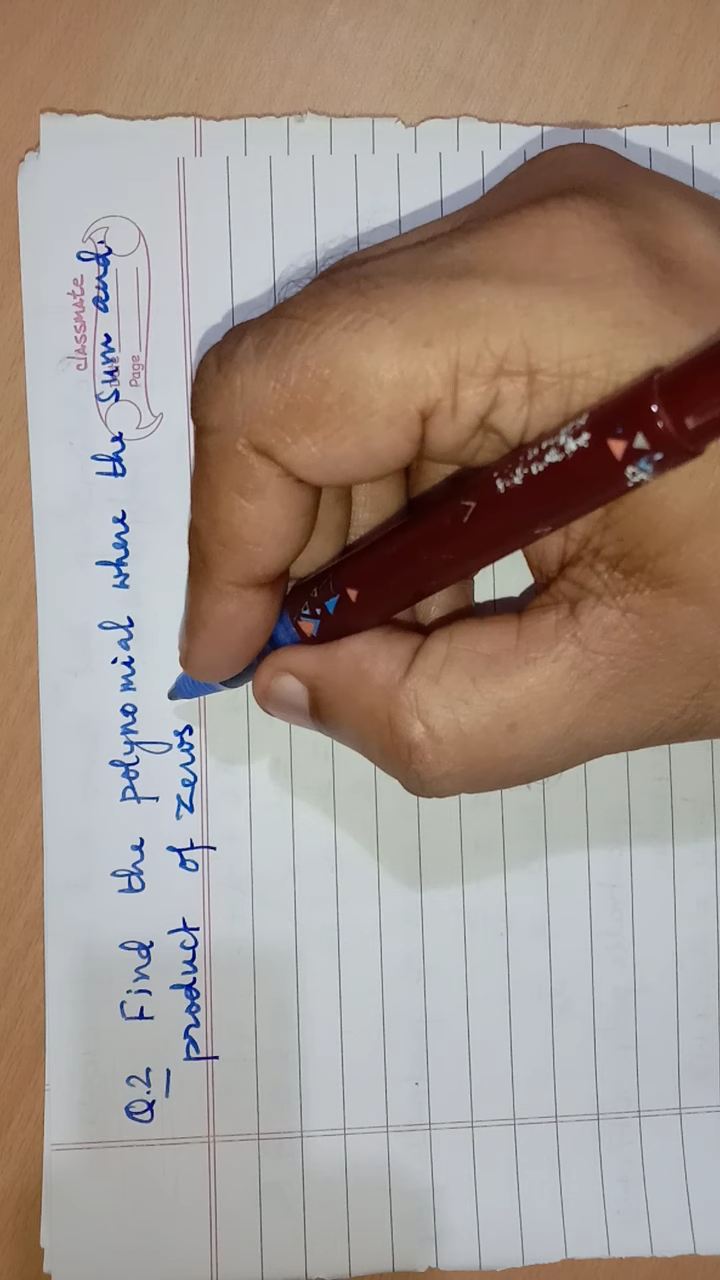 classmate
Page
Q.2 Find the polynomial where the sum and
product of zeros